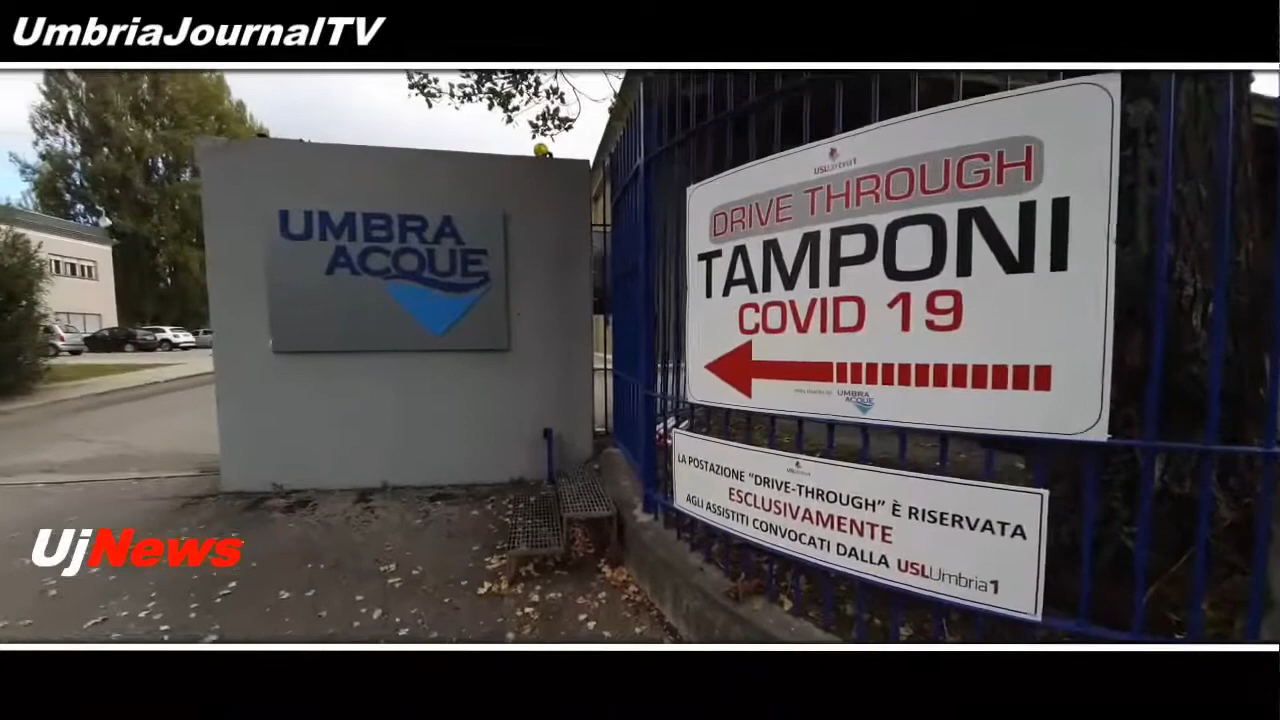 UmbriaJournalTV
UMBRA
ACQUE
USLUmbria1
DRIVE THROUGH
TAMPONI
COVID 19
UMBRA
ACQUE
LA POSTAZIONE "DRIVE-THROUGH" È RISERVATA
ESCLUSIVAMENTE
AGLI ASSISTITI CONVOCATI DALLA USLUmbria1
UjNews